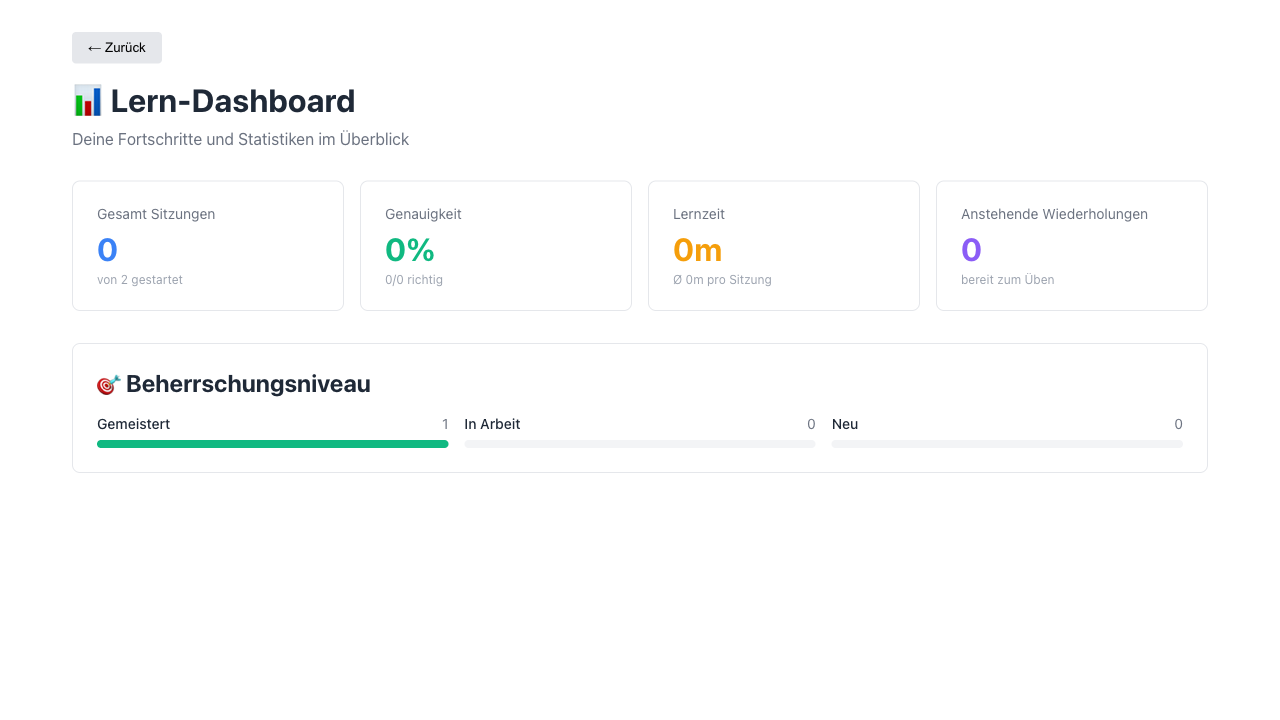 ← Zurück
Lern-Dashboard
Deine Fortschritte und Statistiken im Überblick
Gesamt Sitzungen
0
von 2 gestartet
Genauigkeit
0%
0/0 richtig
Lernzeit
0m
Ø 0m pro Sitzung
Anstehende Wiederholungen
0
bereit zum Üben
Beherrschungsniveau
Gemeistert 1
In Arbeit 0
Neu 0